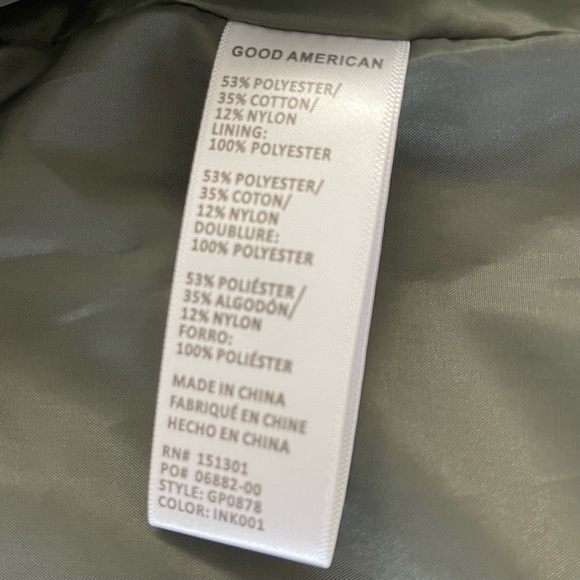 GOOD AMERICAN
53% POLYESTER/
35% COTTON/
12% NYLON
LINING:
100% POLYESTER
53% POLYESTER/
35% COTON/
12% NYLON
DOUBLURE:
100% POLYESTER
53% POLIÉSTER/
35% ALGODÓN/
12% NYLON
FORRO:
100% POLIÉSTER
MADE IN CHINA
FABRIQUÉ EN CHINE
HECHO EN CHINA
RN# 151301
PO# 06882-00
STYLE: GP0878
COLOR: INK001